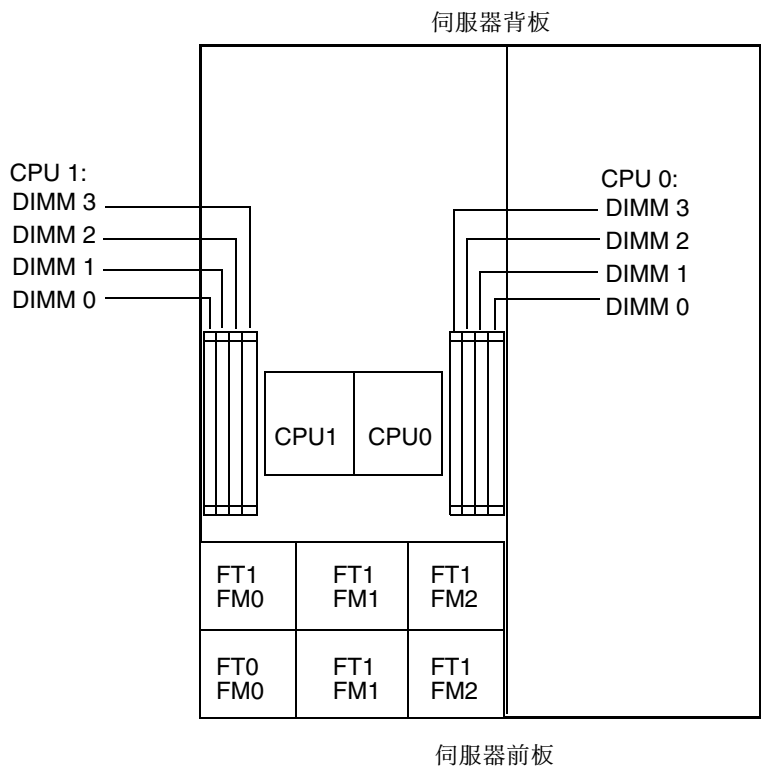 伺服器背板
CPU 1:
DIMM 3
DIMM 2
DIMM 1
DIMM 0
CPU 0:
DIMM 3
DIMM 2
DIMM 1
DIMM 0
CPU1
CPU0
FT1
FM0
FT1
FM1
FT1
FM2
FT0
FM0
FT1
FM1
FT1
FM2
伺服器前板